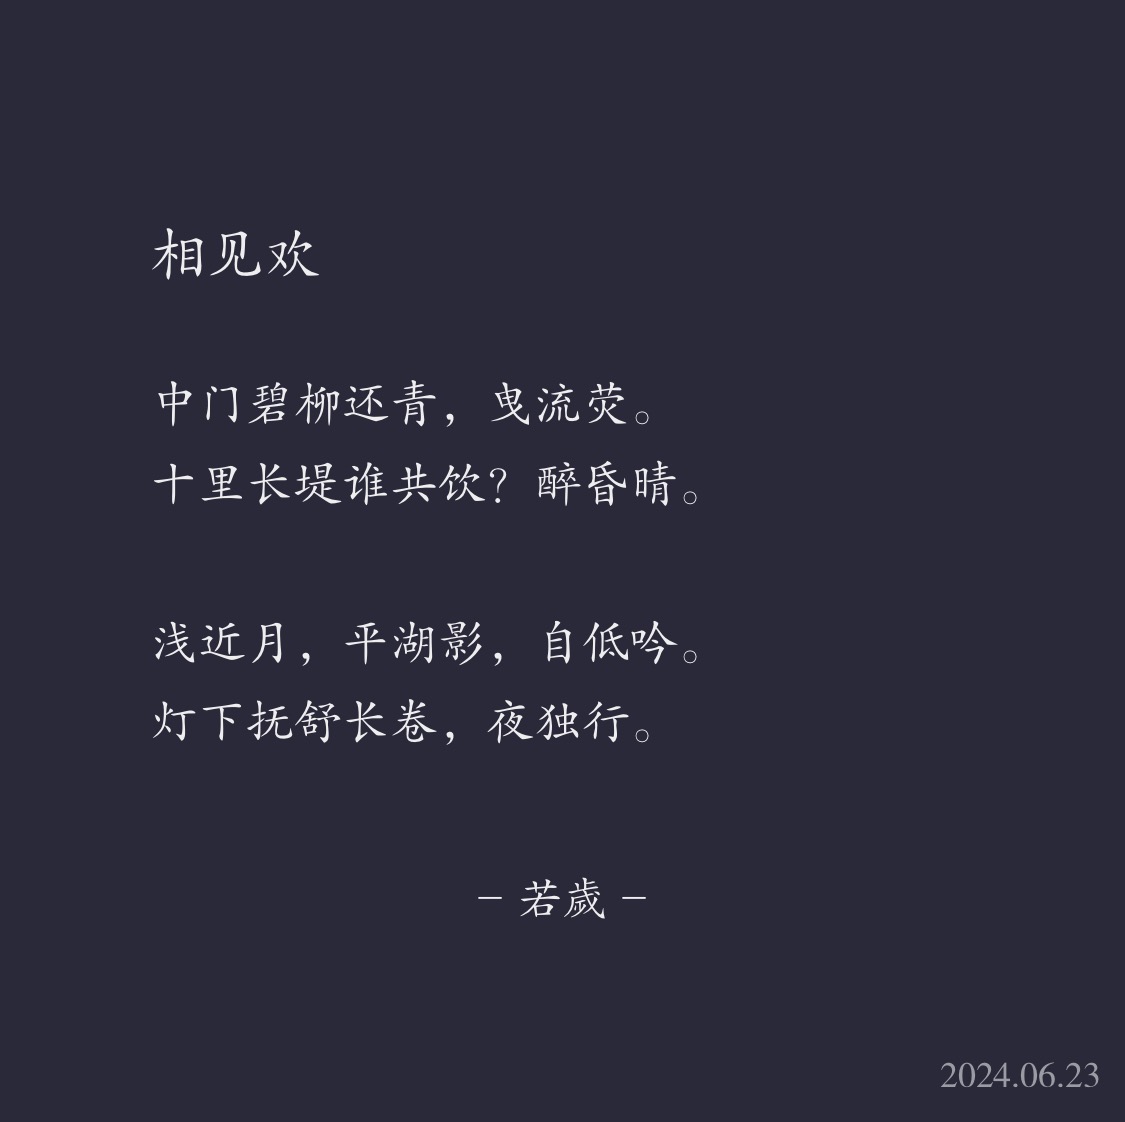 相见欢
中门碧柳还青，曳流荧。
十里长堤谁共饮？醉昏晴。
浅近月，平湖影，自低吟。
灯下抚舒长卷，夜独行。
- 若歲 -
2024.06.23